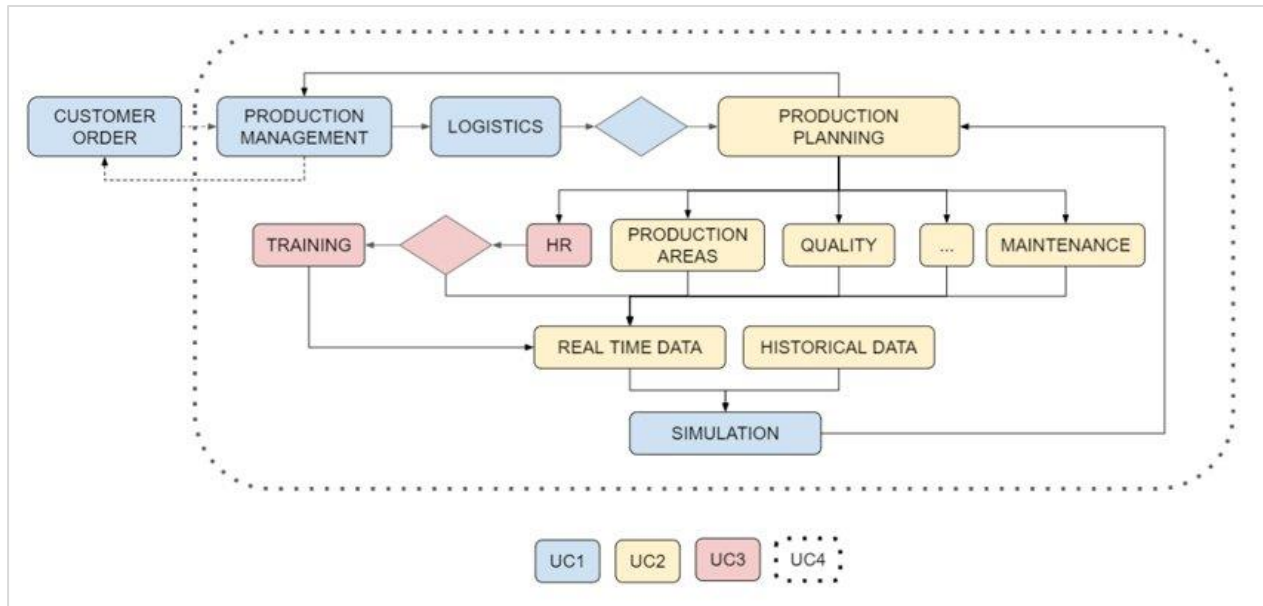 CUSTOMER
ORDER
PRODUCTION
MANAGEMENT
LOGISTICS
PRODUCTION
PLANNING
TRAINING
HR
PRODUCTION
AREAS
QUALITY
...
MAINTENANCE
REAL TIME DATA
HISTORICAL DATA
SIMULATION
UC1
UC2
UC3
UC4